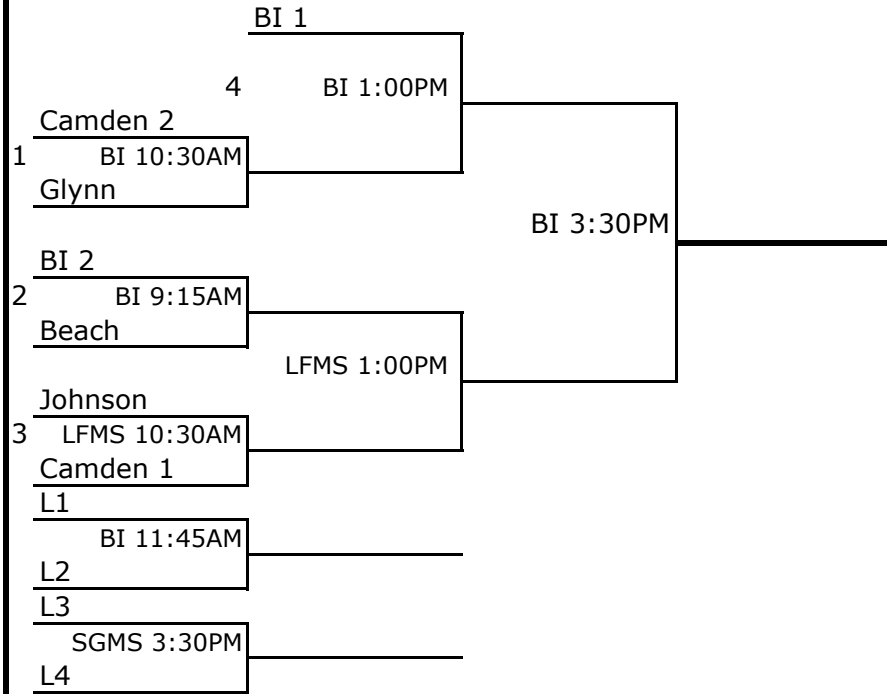 BI 1
4 BI 1:00PM
Camden 2
1 BI 10:30AM
Glynn
BI 3:30PM
BI 2
2 BI 9:15AM
Beach
LFMS 1:00PM
Johnson
3 LFMS 10:30AM
Camden 1
L1
BI 11:45AM
L2
L3
SGMS 3:30PM
L4